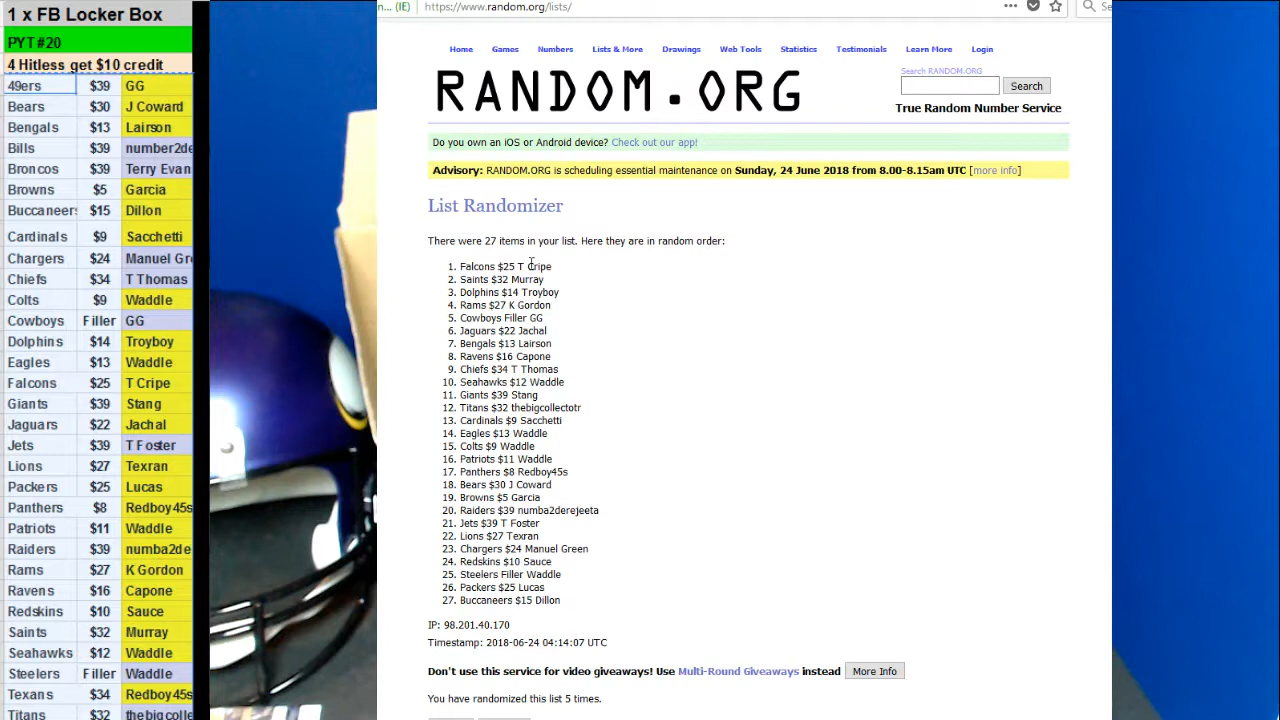 1 x FB Locker Box
PYT #20
4 Hitless get $10 credit
49ers $39 GG
Bears $30 J Coward
Bengals $13 Lairson
Bills $39 number2de
Broncos $39 Terry Evan
Browns $5 Garcia
Buccaneers $15 Dillon
Cardinals $9 Sacchetti
Chargers $24 Manuel Gr
Chiefs $34 T Thomas
Colts $9 Waddle
Cowboys Filler GG
Dolphins $14 Troyboy
Eagles $13 Waddle
Falcons $25 T Cripe
Giants $39 Stang
Jaguars $22 Jachal
Jets $39 T Foster
Lions $27 Texran
Packers $25 Lucas
Panthers $8 Redboy45s
Patriots $11 Waddle
Raiders $39 numba2de
Rams $27 K Gordon
Ravens $16 Capone
Redskins $10 Sauce
Saints $32 Murray
Seahawks $12 Waddle
Steelers Filler Waddle
Texans $34 Redboy45s
Titans $32 thebigcolle
(IE) https://www.random.org/lists/
Home Games Numbers Lists & More Drawings Web Tools Statistics Testimonials Learn More Login
RANDOM.ORG
Search RANDOM.ORG
Search
True Random Number Service
Do you own an iOS or Android device? Check out our app!
Advisory: RANDOM.ORG is scheduling essential maintenance on Sunday, 24 June 2018 from 8.00-8.15am UTC [more info]
List Randomizer
There were 27 items in your list. Here they are in random order:
1. Falcons $25 T Cripe
2. Saints $32 Murray
3. Dolphins $14 Troyboy
4. Rams $27 K Gordon
5. Cowboys Filler GG
6. Jaguars $22 Jachal
7. Bengals $13 Lairson
8. Ravens $16 Capone
9. Chiefs $34 T Thomas
10. Seahawks $12 Waddle
11. Giants $39 Stang
12. Titans $32 thebigcollectotr
13. Cardinals $9 Sacchetti
14. Eagles $13 Waddle
15. Colts $9 Waddle
16. Patriots $11 Waddle
17. Panthers $8 Redboy45s
18. Bears $30 J Coward
19. Browns $5 Garcia
20. Raiders $39 numba2derejeeta
21. Jets $39 T Foster
22. Lions $27 Texran
23. Chargers $24 Manuel Green
24. Redskins $10 Sauce
25. Steelers Filler Waddle
26. Packers $25 Lucas
27. Buccaneers $15 Dillon
IP: 98.201.40.170
Timestamp: 2018-06-24 04:14:07 UTC
Don't use this service for video giveaways! Use Multi-Round Giveaways instead More Info
You have randomized this list 5 times.